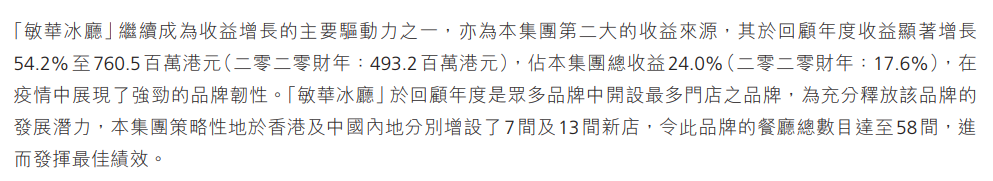 「敏華冰廳」繼續成為收益增長的主要驅動力之一，亦為本集團第二大的收益來源，其於回顧年度收益顯著增長
54.2%至760.5百萬港元（二零二零財年：493.2百萬港元），佔本集團總收益24.0%（二零二零財年：17.6%），在
疫情中展現了強勁的品牌韌性。「敏華冰廳」於回顧年度是眾多品牌中開設最多門店之品牌，為充分釋放該品牌的
發展潛力，本集團策略性地於香港及中國內地分別增設了7間及13間新店，令此品牌的餐廳總數目達至58間，進
而發揮最佳績效。